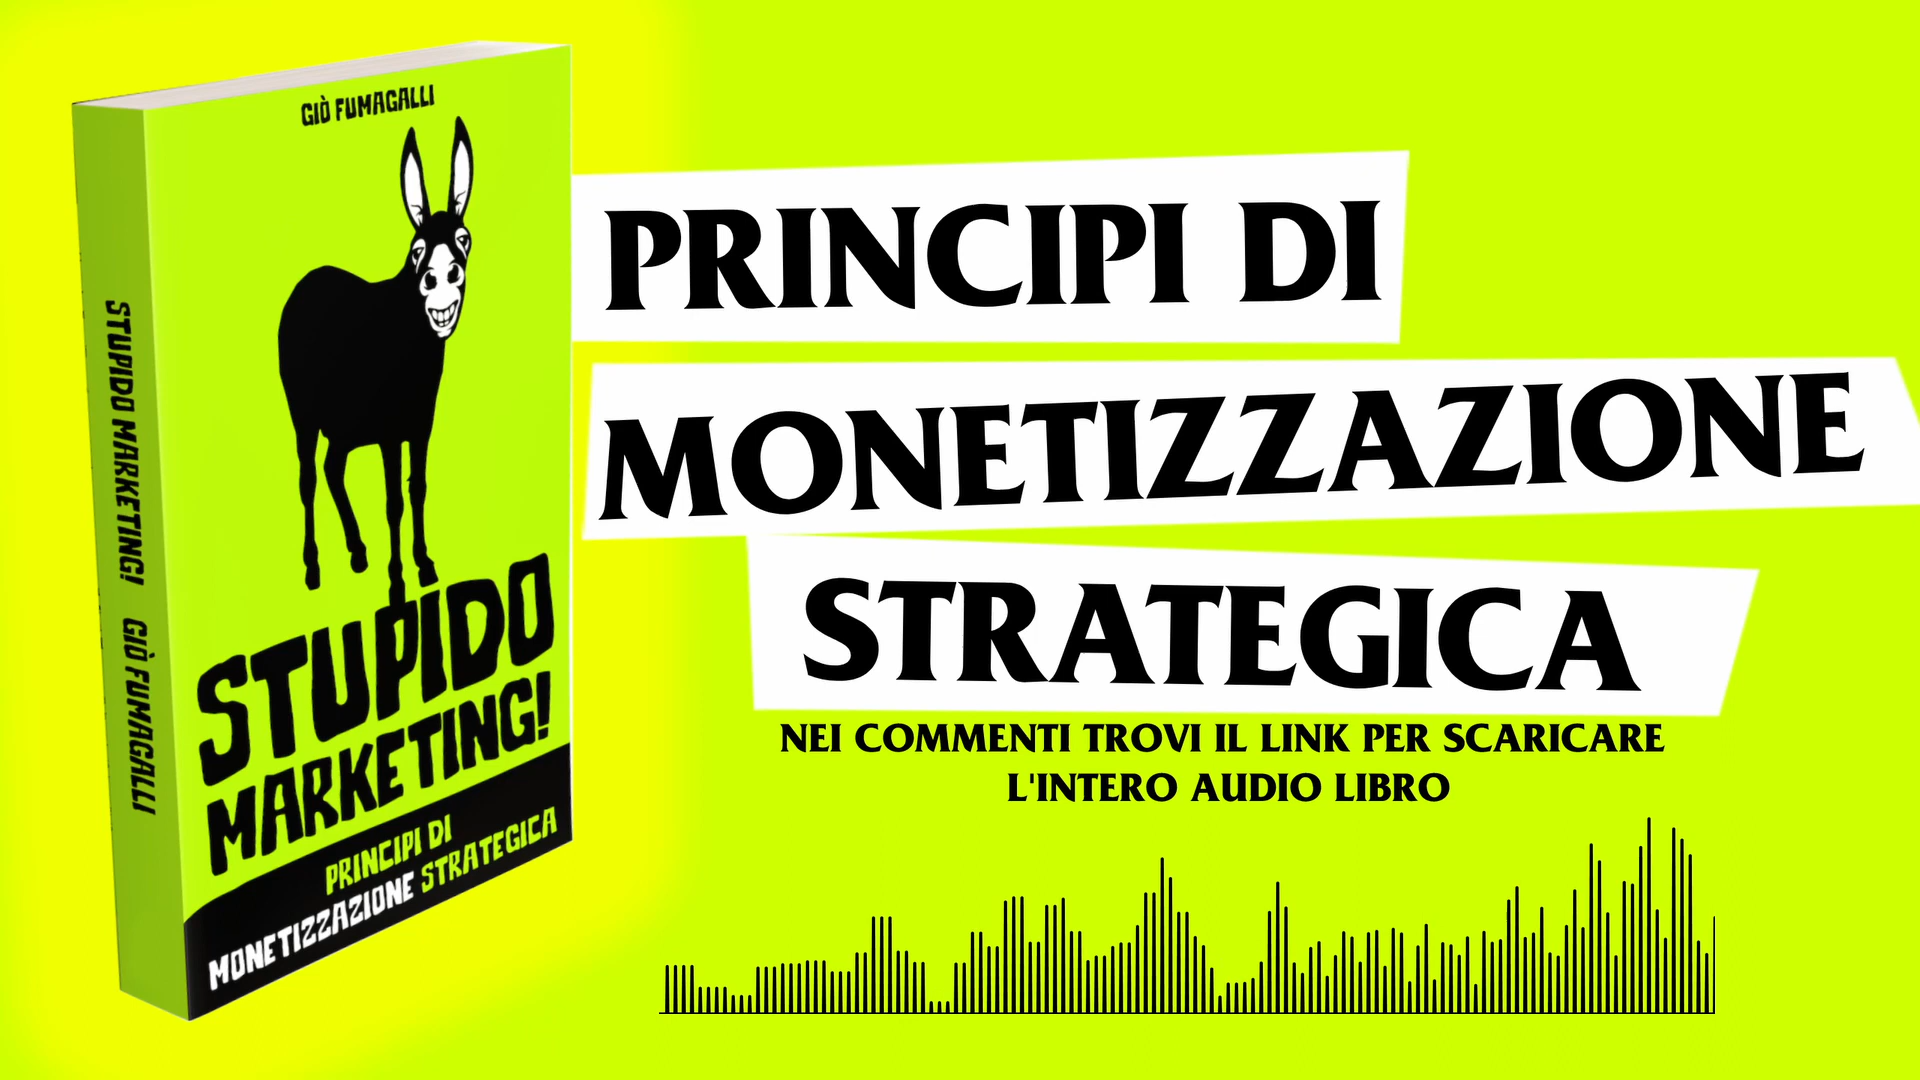 GIÒ FUMAGALLI
STUPIDO
MARKETING!
PRINCIPI DI
MONETIZZAZIONE STRATEGICA
STUPIDO MARKETING! GIÒ FUMAGALLI
PRINCIPI DI
MONETIZZAZIONE
STRATEGICA
NEI COMMENTI TROVI IL LINK PER SCARICARE
L'INTERO AUDIO LIBRO